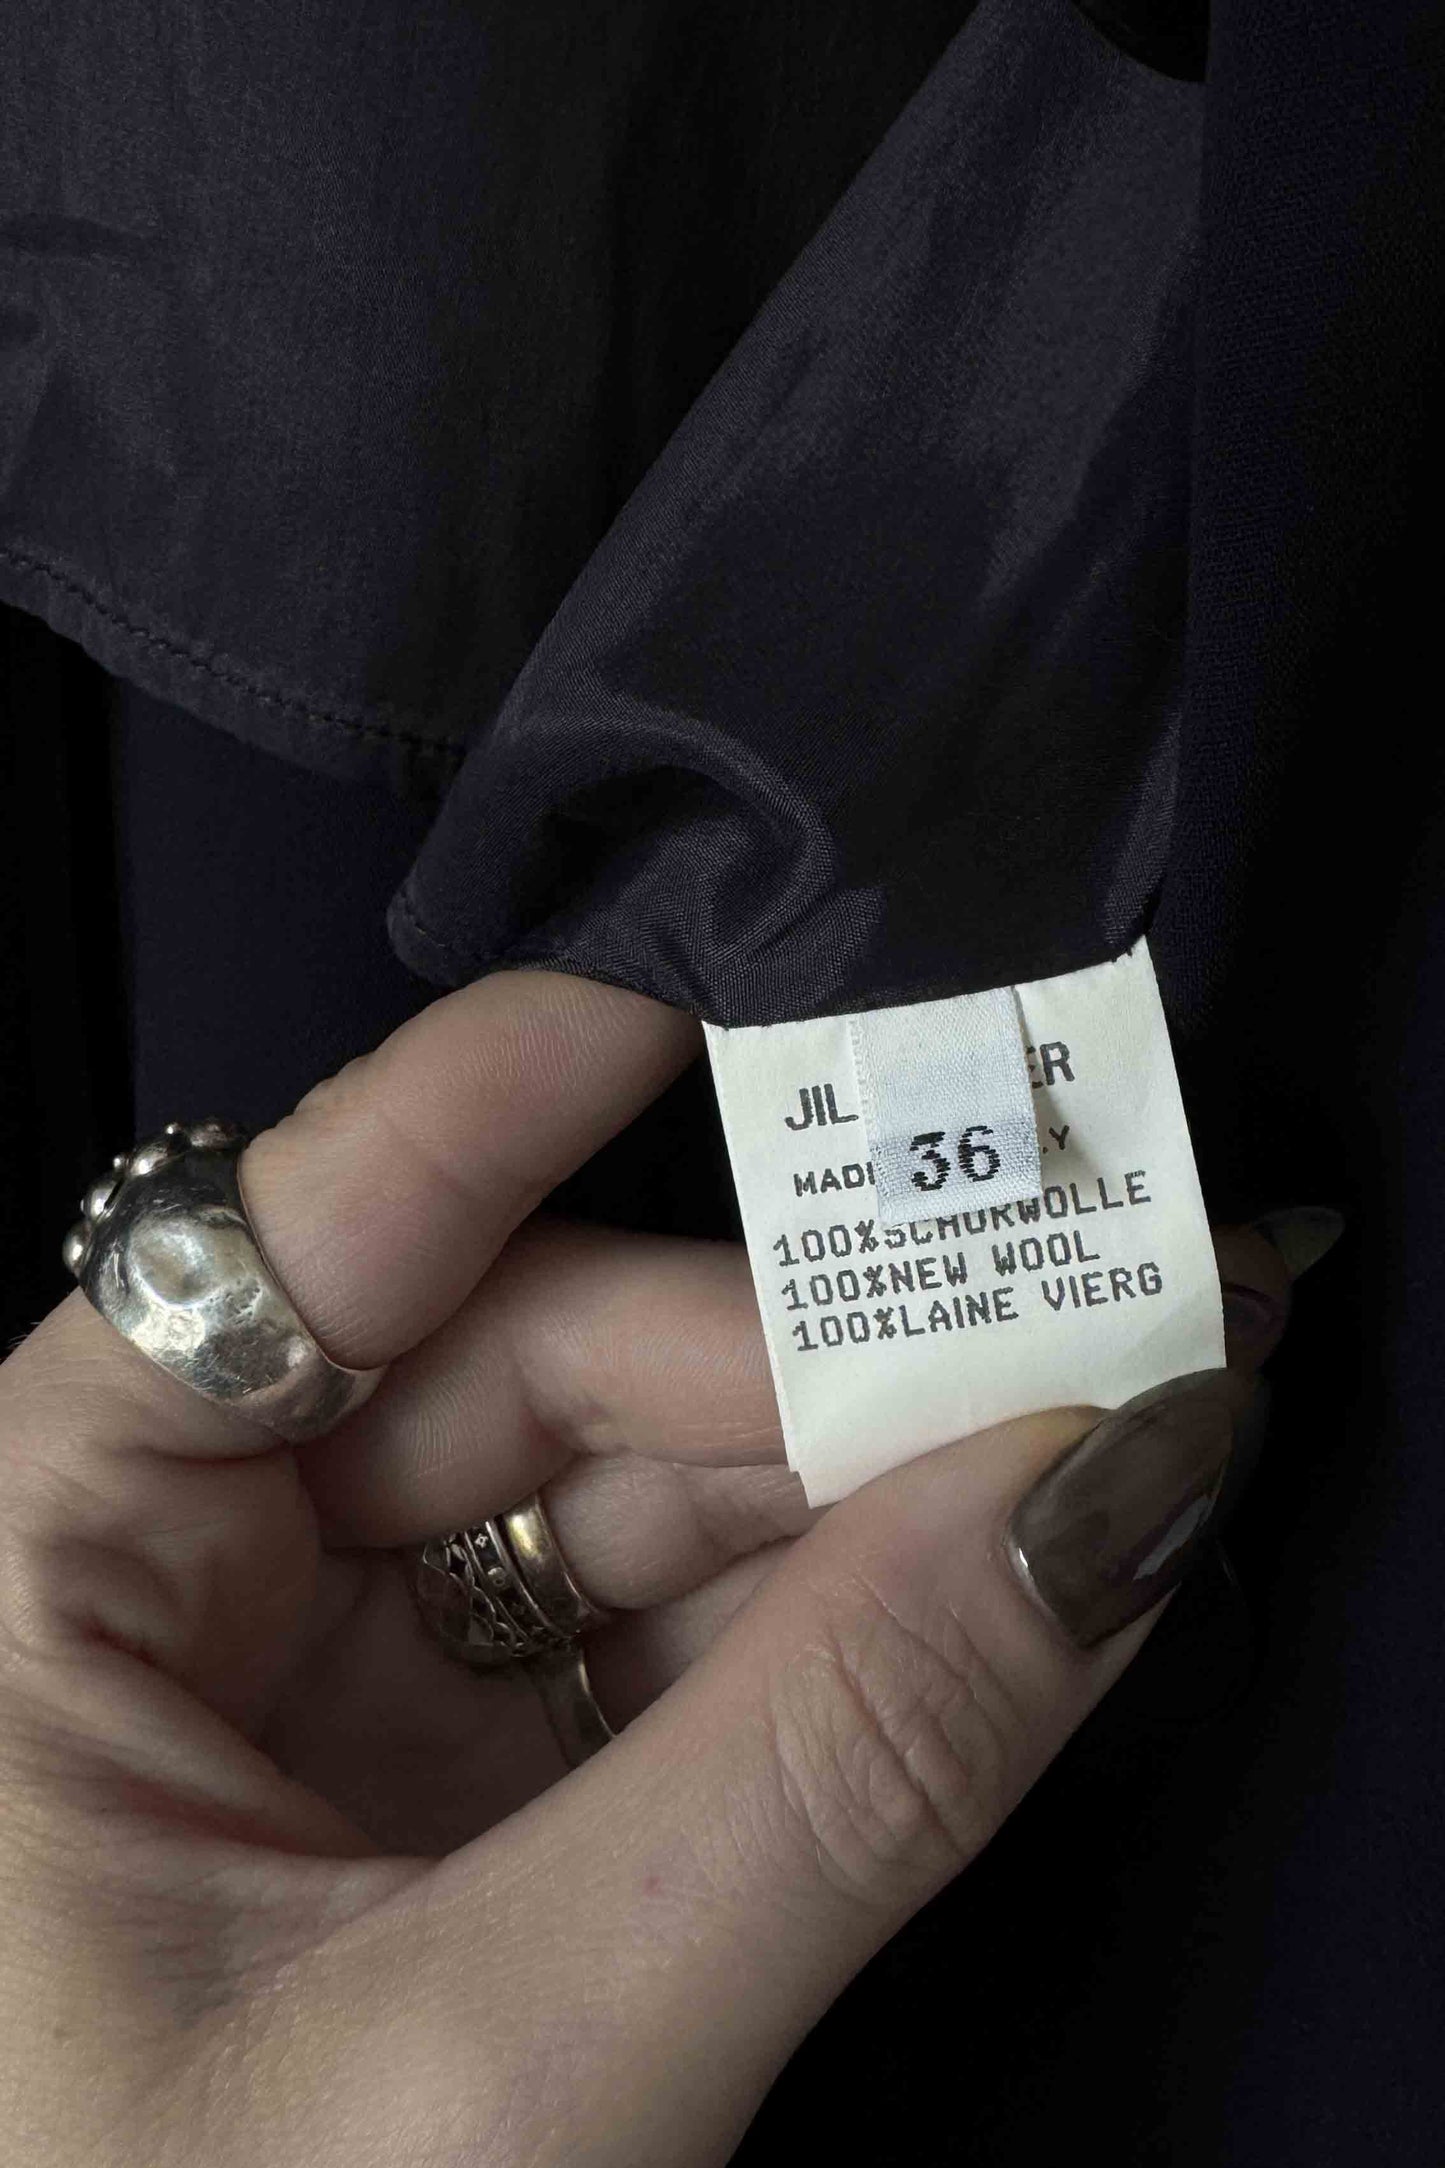 JIL ER
36
MADE Y
100%SCHURWOLLE
100%NEW WOOL
100%LAINE VIERG